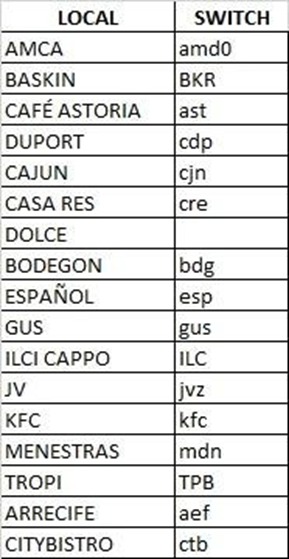 LOCAL SWITCH
AMCA amd0
BASKIN BKR
CAFÉ ASTORIA ast
DUPORT cdp
CAJUN cjn
CASA RES cre
DOLCE
BODEGON bdg
ESPAÑOL esp
GUS gus
ILCI CAPPO ILC
JV jvz
KFC kfc
MENESTRAS mdn
TROPI TPB
ARRECIFE aef
CITYBISTRO ctb